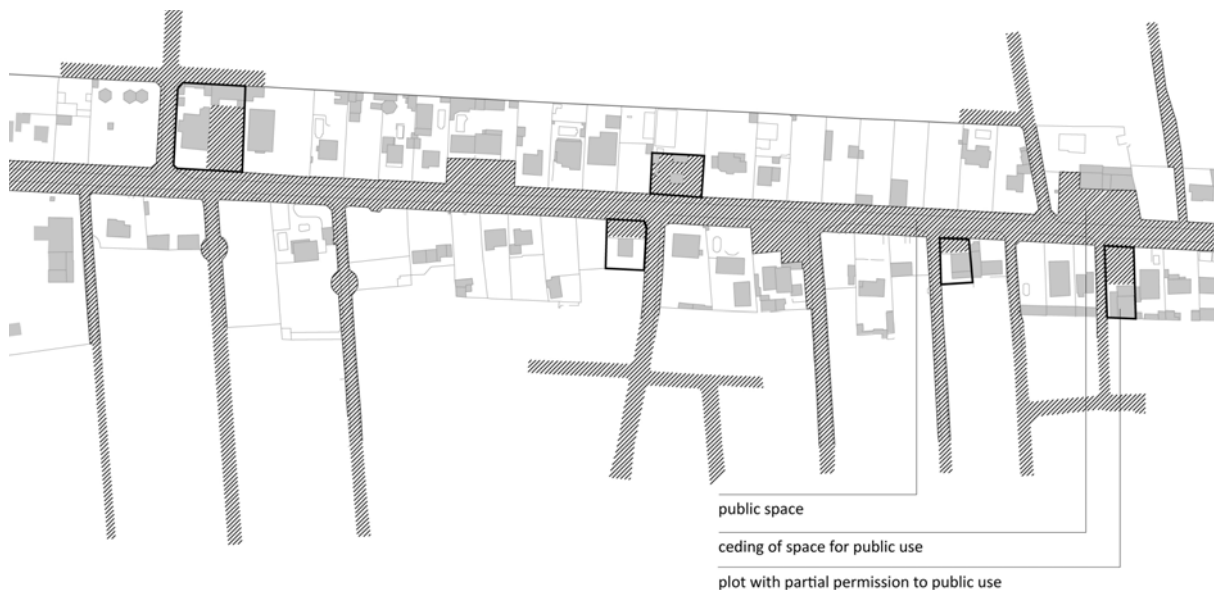 public space
ceding of space for public use
plot with partial permission to public use